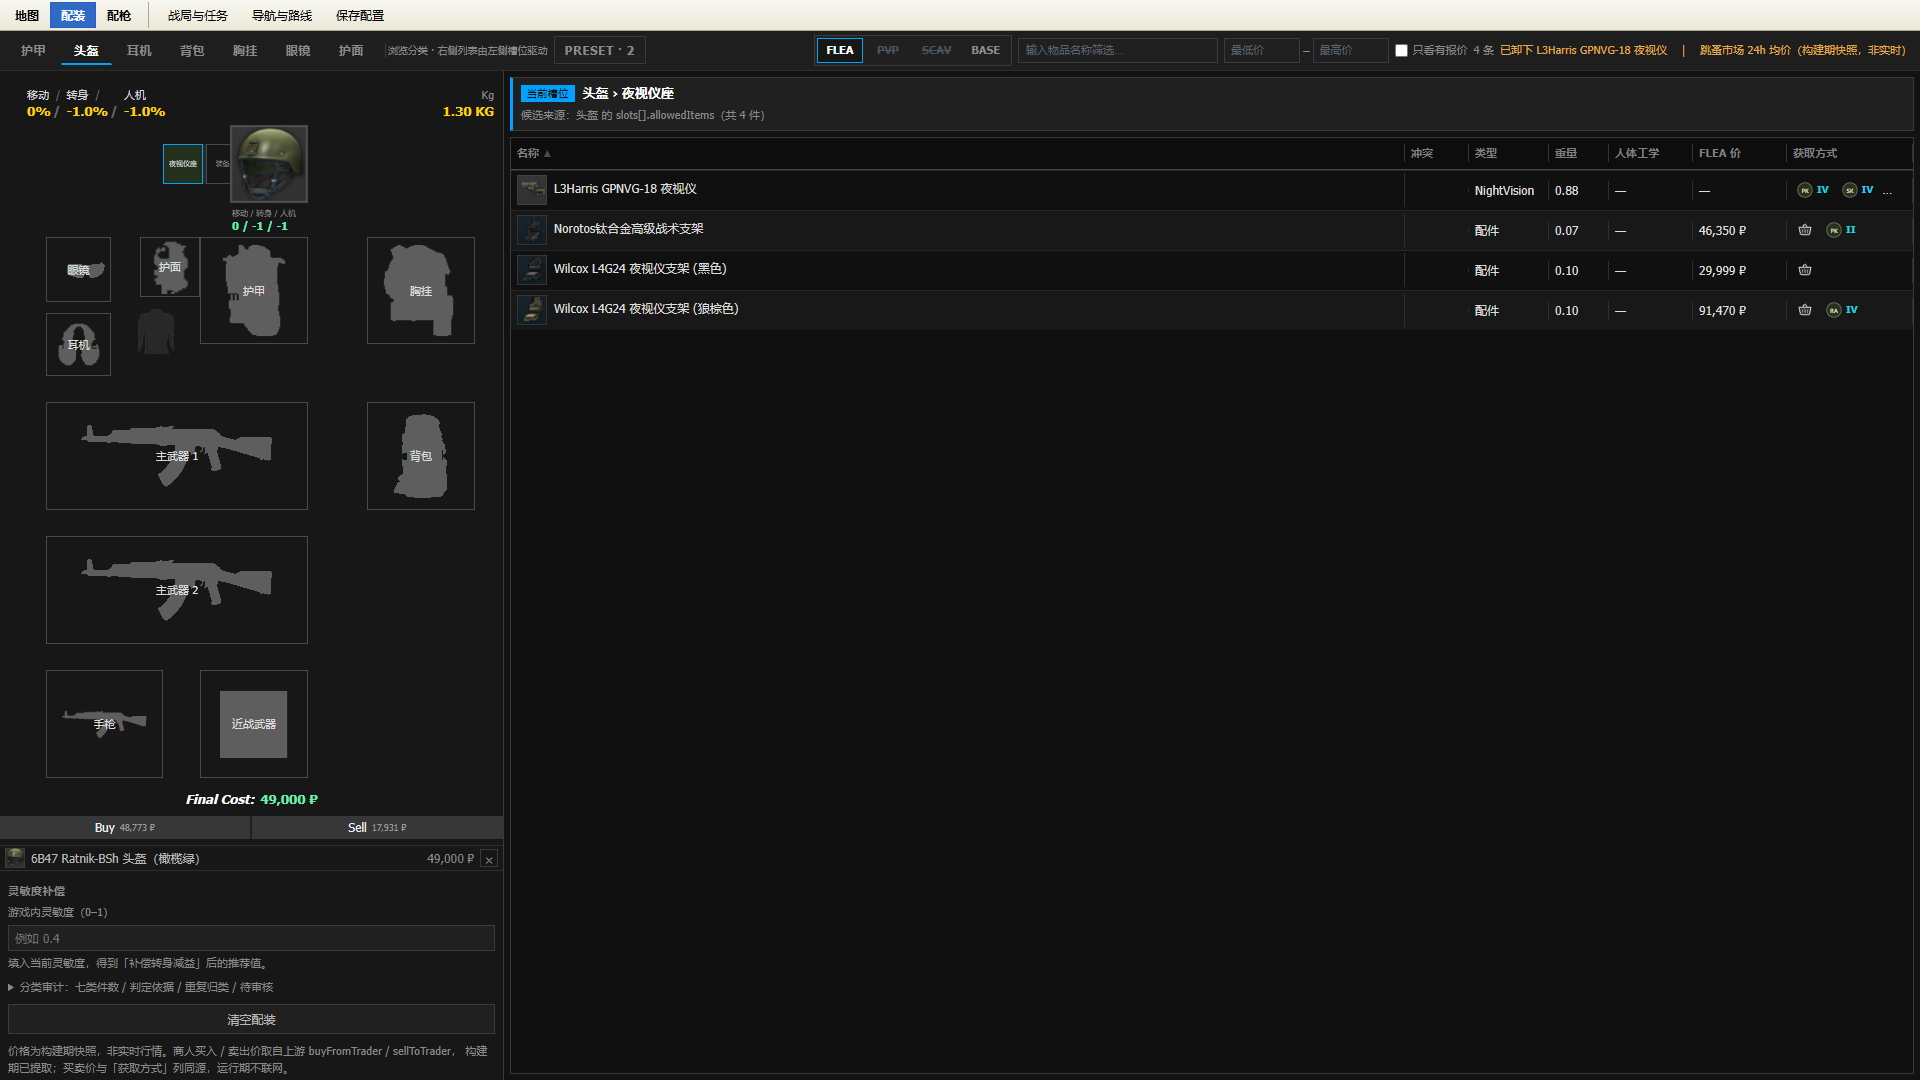 地图 配装 配枪 战局与任务 导航与路线 保存配置
护甲 头盔 耳机 背包 胸挂 眼镜 护面 浏览分类 · 右侧列表由左侧槽位驱动 PRESET · 2 FLEA PVP SCAV BASE 输入物品名称筛选... 最低价 – 最高价 只看有报价 4 条 已卸下 L3Harris GPNVG-18 夜视仪 | 跳蚤市场 24h 均价（构建期快照，非实时）
移动 / 转身 / 人机 Kg
0% / -1.0% / -1.0% 1.30 KG
夜视仪座 装备
移动 / 转身 / 人机
0 / -1 / -1
眼镜 护面 护甲 胸挂
耳机
主武器 1 背包
主武器 2
手枪 近战武器
Final Cost: 49,000 ₽
Buy 48,773 ₽ Sell 17,931 ₽
6B47 Ratnik-BSh 头盔（橄榄绿） 49,000 ₽ ×
灵敏度补偿
游戏内灵敏度（0–1）
例如 0.4
填入当前灵敏度，得到「补偿转身减益」后的推荐值。
▶ 分类审计：七类件数 / 判定依据 / 重复归类 / 待审核
清空配装
价格为构建期快照，非实时行情。商人买入 / 卖出价取自上游 buyFromTrader / sellToTrader， 构建
期已提取；买卖价与「获取方式」列同源，运行期不联网。
当前槽位 头盔 › 夜视仪座
候选来源：头盔 的 slots[].allowedItems（共 4 件）
名称 ▲ 冲突 类型 重量 人体工学 FLEA 价 获取方式
L3Harris GPNVG-18 夜视仪 NightVision 0.88 — — PK IV SK IV ...
Norotos钛合金高级战术支架 配件 0.07 — 46,350 ₽ PK II
Wilcox L4G24 夜视仪支架 (黑色) 配件 0.10 — 29,999 ₽
Wilcox L4G24 夜视仪支架 (狼棕色) 配件 0.10 — 91,470 ₽ RA IV